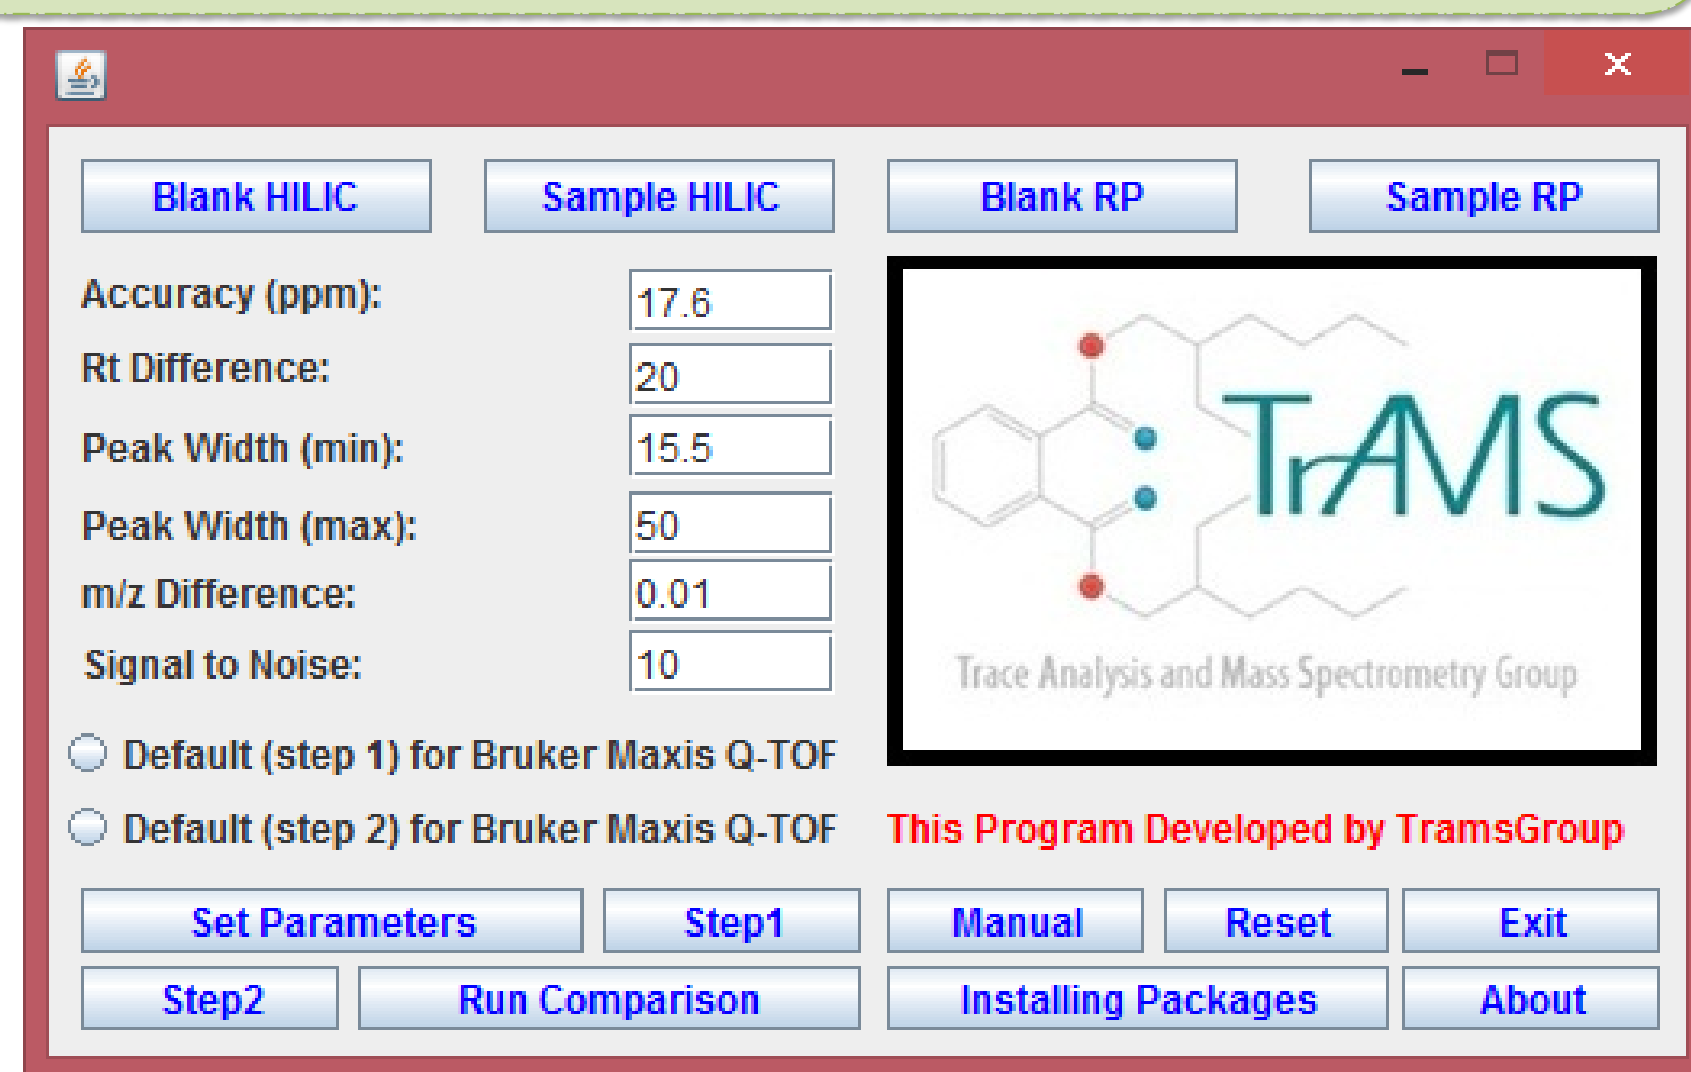 Blank HILIC
Sample HILIC
Blank RP
Sample RP
Accuracy (ppm):
17.6
Rt Difference:
20
Peak Width (min):
15.5
Peak Width (max):
50
m/z Difference:
0.01
Signal to Noise:
10
TrAMS
Trace Analysis and Mass Spectrometry Group
Default (step 1) for Bruker Maxis Q-TOF
Default (step 2) for Bruker Maxis Q-TOF
This Program Developed by TramsGroup
Set Parameters
Step1
Manual
Reset
Exit
Step2
Run Comparison
Installing Packages
About